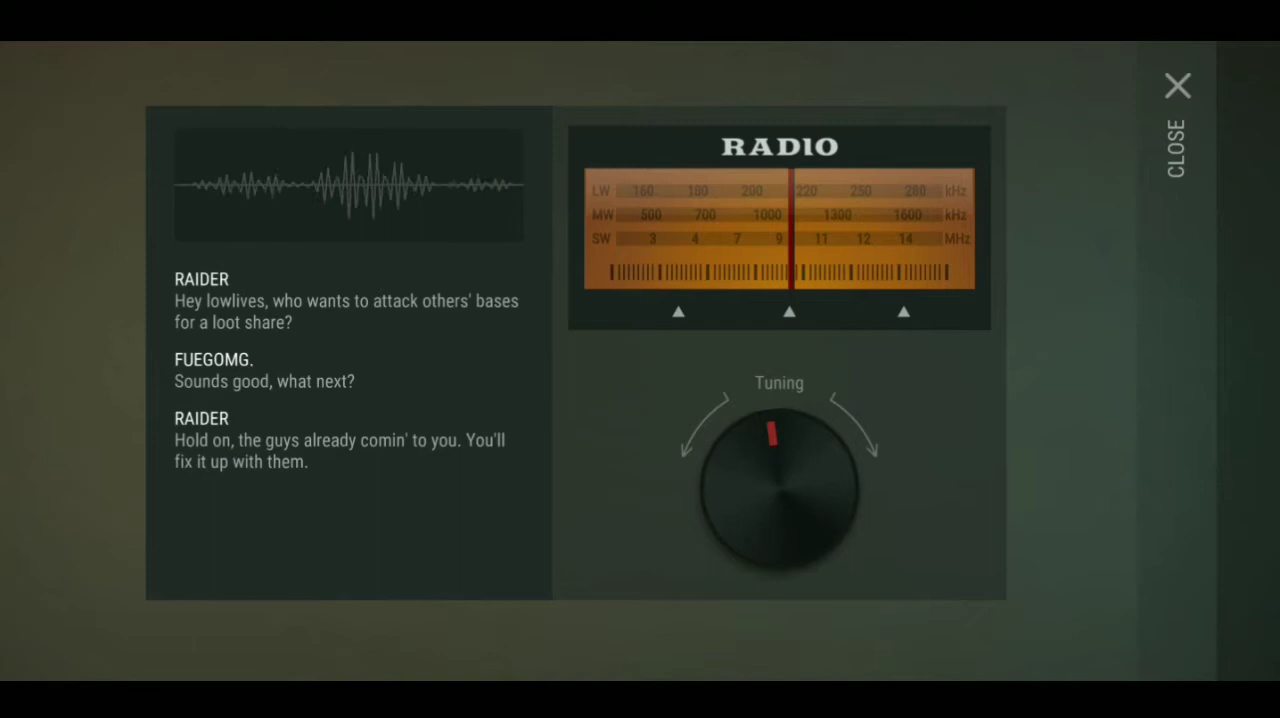 CLOSE
RADIO
LW 160 180 200 220 250 280 kHz
MW 500 700 1000 1300 1600 kHz
SW 3 4 7 9 11 12 14 MHz
RAIDER
Hey lowlives, who wants to attack others' bases
for a loot share?
FUEGOMG.
Sounds good, what next?
RAIDER
Hold on, the guys already comin' to you. You'll
fix it up with them.
Tuning